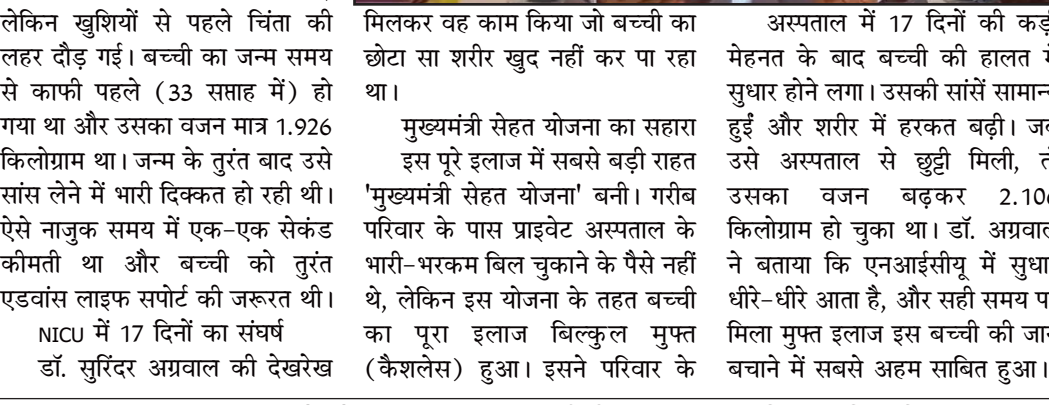 लेकिन खुशियों से पहले चिंता की
लहर दौड़ गई। बच्ची का जन्म समय
से काफी पहले (33 सप्ताह में) हो
गया था और उसका वजन मात्र 1.926
किलोग्राम था। जन्म के तुरंत बाद उसे
सांस लेने में भारी दिक्कत हो रही थी।
ऐसे नाजुक समय में एक-एक सेकंड
कीमती था और बच्ची को तुरंत
एडवांस लाइफ सपोर्ट की जरूरत थी।
NICU में 17 दिनों का संघर्ष
डॉ. सुरिंदर अग्रवाल की देखरेख
मिलकर वह काम किया जो बच्ची का
छोटा सा शरीर खुद नहीं कर पा रहा
था।
मुख्यमंत्री सेहत योजना का सहारा
इस पूरे इलाज में सबसे बड़ी राहत
'मुख्यमंत्री सेहत योजना' बनी। गरीब
परिवार के पास प्राइवेट अस्पताल के
भारी-भरकम बिल चुकाने के पैसे नहीं
थे, लेकिन इस योजना के तहत बच्ची
का पूरा इलाज बिल्कुल मुफ्त
(कैशलेस) हुआ। इसने परिवार के
अस्पताल में 17 दिनों की
मेहनत के बाद बच्ची की हालत
सुधार होने लगा। उसकी सांसें
हुईं और शरीर में हरकत बढ़ी।
उसे अस्पताल से छुट्टी मिली,
उसका वजन बढ़कर 2.106
किलोग्राम हो चुका था। डॉ.
ने बताया कि एनआईसीयू में
धीरे-धीरे आता है, और सही समय
मिला मुफ्त इलाज इस बच्ची की
बचाने में सबसे अहम साबित हुआ।